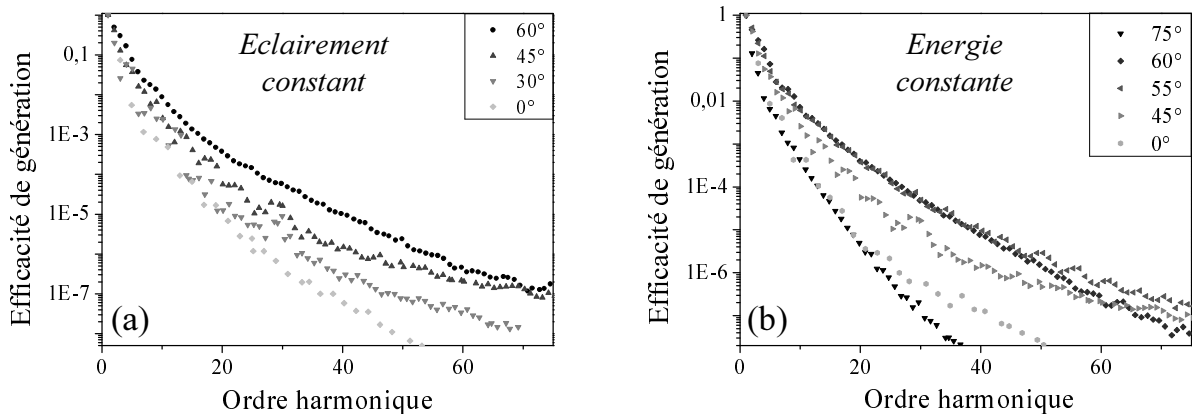 Efficacité de génération
0,1
1E-3
1E-5
1E-7
Eclairement
constant
60°
45°
30°
0°
(a)
0
20
40
60
Ordre harmonique
Efficacité de génération
1
0,01
1E-4
1E-6
Energie
constante
75°
60°
55°
45°
0°
(b)
0
20
40
60
Ordre harmonique